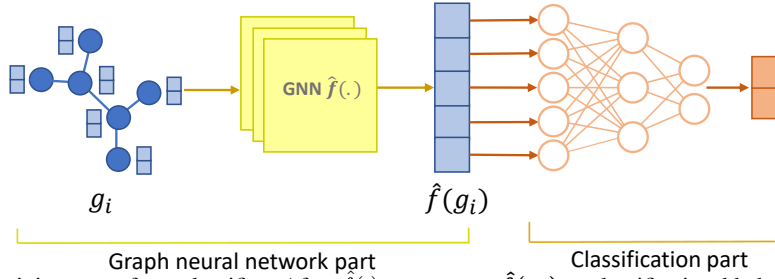 GNN f̂(.)
g_i
f̂(g_i)
Graph neural network part
Classification part